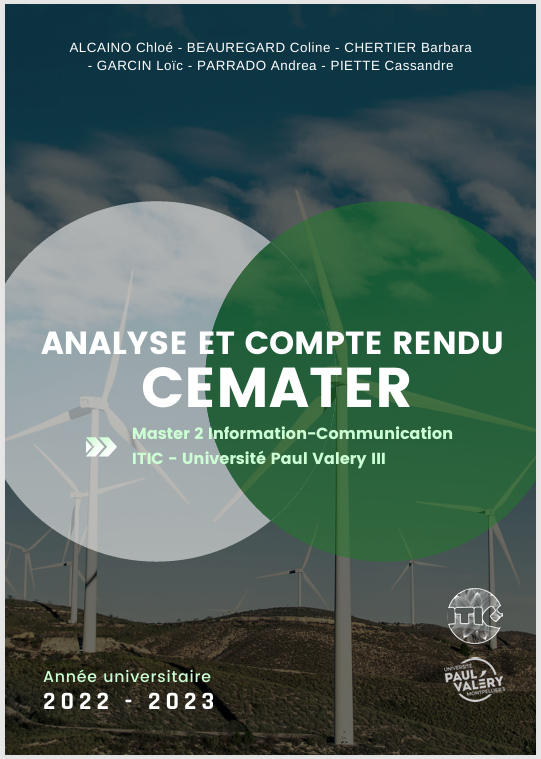 ALCAINO Chloé - BEAUREGARD Coline - CHERTIER Barbara
- GARCIN Loïc - PARRADO Andrea - PIETTE Cassandre
ANALYSE ET COMPTE RENDU
CEMATER
Master 2 Information-Communication
ITIC - Université Paul Valery III
ITIC
UNIVERSITÉ
PAUL
VALÉRY
MONTPELLIER3
Année universitaire
2022 - 2023